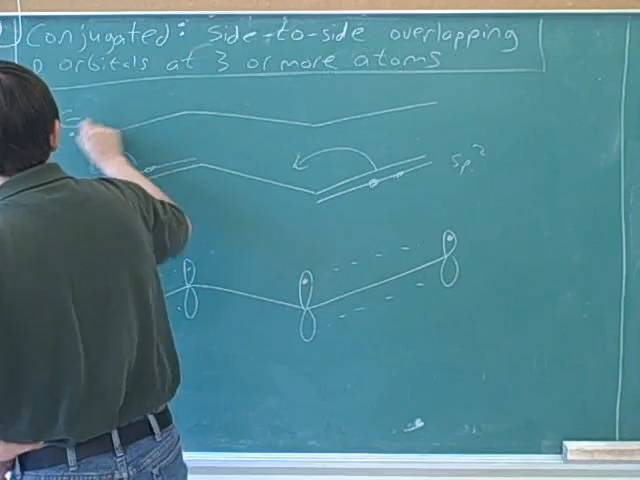 Conjugated: Side-to-side overlapping
p orbitals at 3 or more atoms
sp²